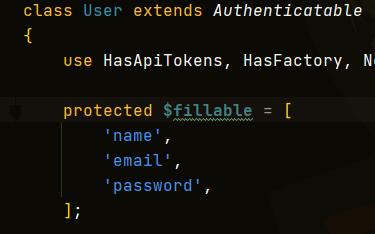 class User extends Authenticatable
{
use HasApiTokens, HasFactory,
protected $fillable = [
'name',
'email',
'password',
];